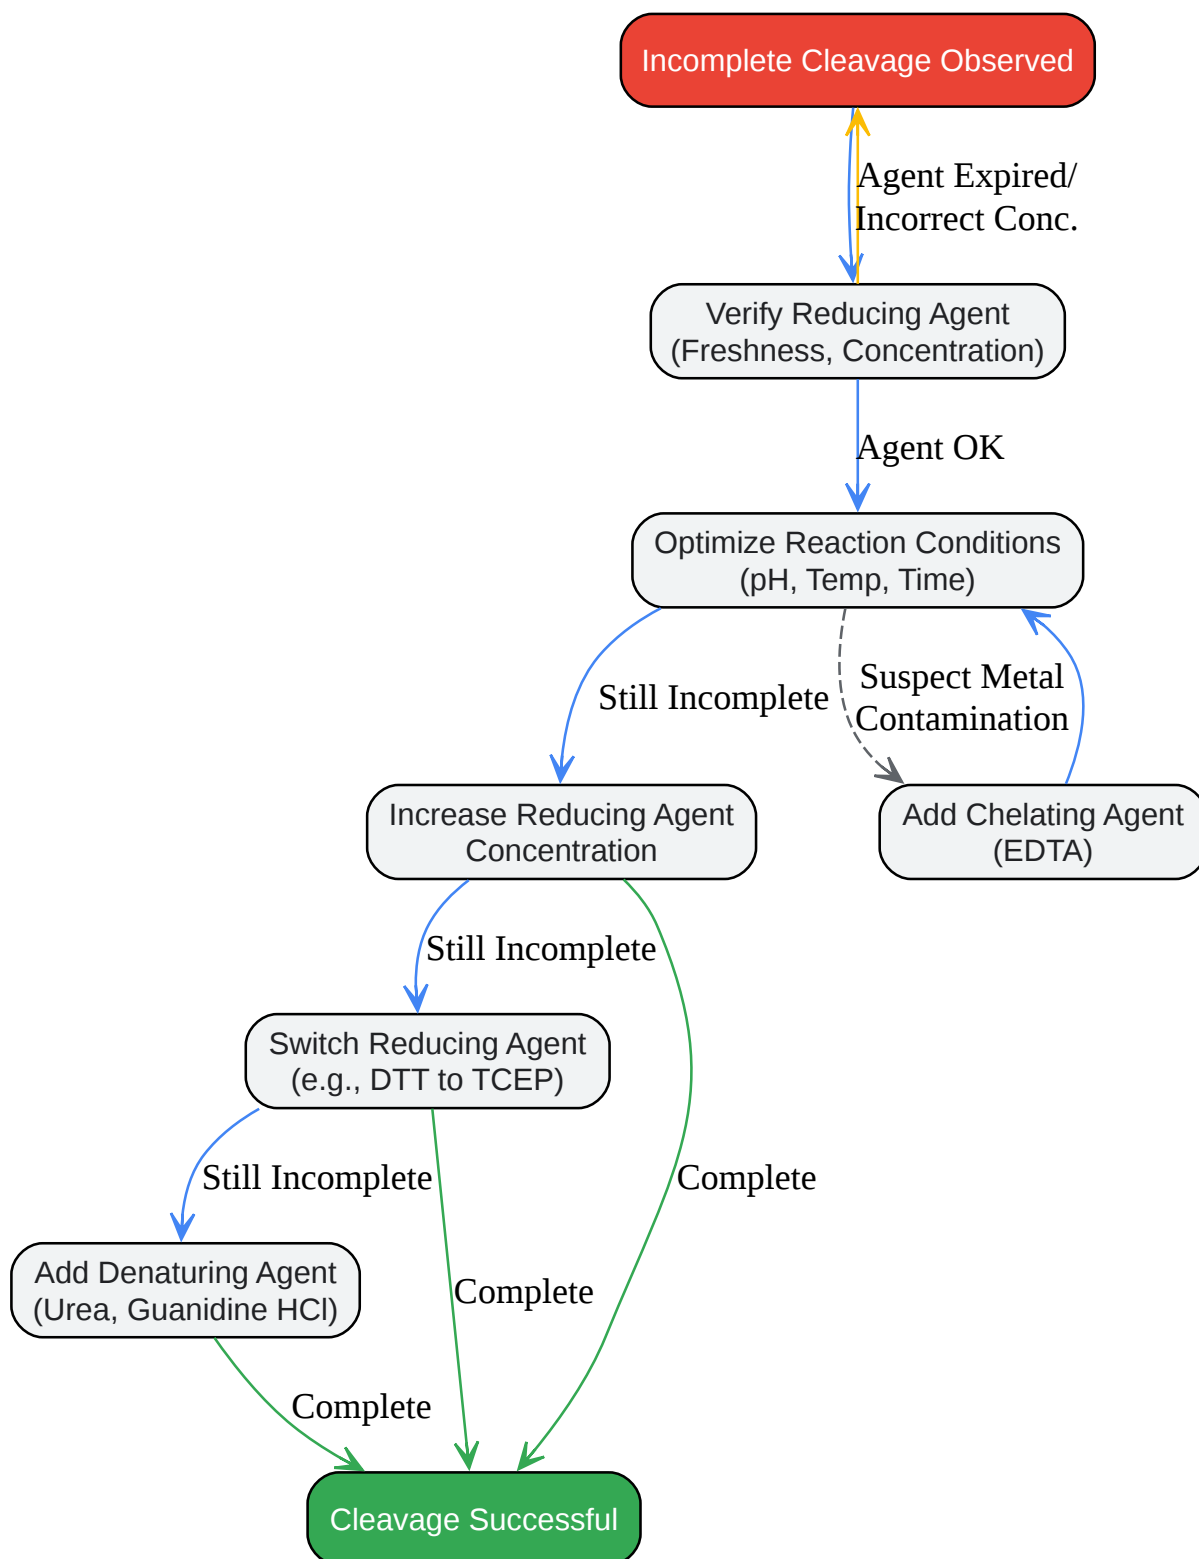 Incomplete Cleavage Observed
Agent Expired/
Incorrect Conc.
Verify Reducing Agent
(Freshness, Concentration)
Agent OK
Optimize Reaction Conditions
(pH, Temp, Time)
Still Incomplete
Suspect Metal
Contamination
Increase Reducing Agent
Concentration
Add Chelating Agent
(EDTA)
Still Incomplete
Switch Reducing Agent
(e.g., DTT to TCEP)
Still Incomplete
Complete
Add Denaturing Agent
(Urea, Guanidine HCl)
Complete
Complete
Cleavage Successful